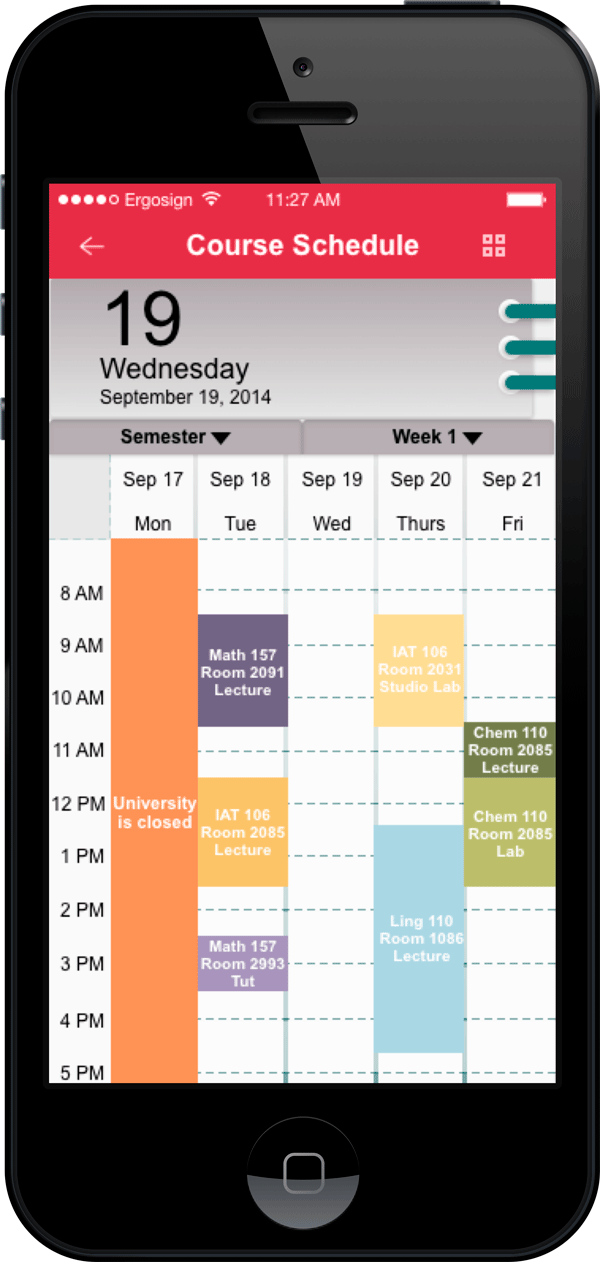 Ergosign 11:27 AM
Course Schedule
19
Wednesday
September 19, 2014
Semester Week 1
Sep 17 Sep 18 Sep 19 Sep 20 Sep 21
Mon Tue Wed Thurs Fri
8 AM
9 AM
10 AM
11 AM
12 PM
1 PM
2 PM
3 PM
4 PM
5 PM
University
is closed
Math 157
Room 2091
Lecture
IAT 106
Room 2085
Lecture
Math 157
Room 2993
Tut
IAT 106
Room 2031
Studio Lab
Ling 110
Room 1086
Lecture
Chem 110
Room 2085
Lecture
Chem 110
Room 2085
Lab